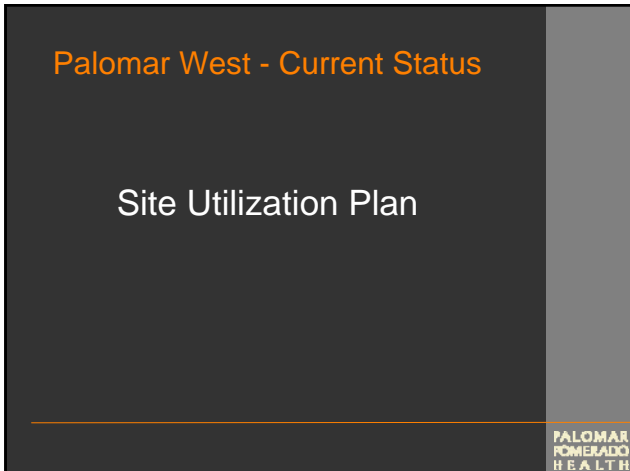 Palomar West - Current Status
Site Utilization Plan
PALOMAR
POMERADO
HEALTH